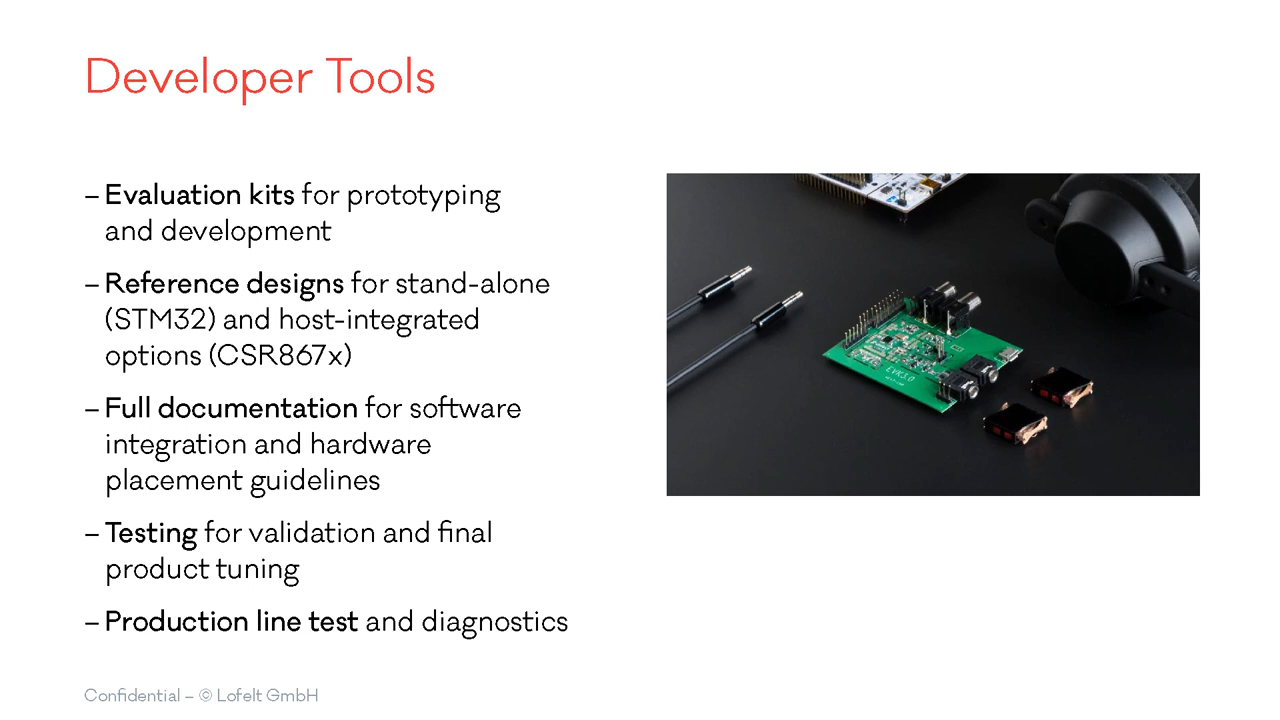 Developer Tools
– Evaluation kits for prototyping
and development
– Reference designs for stand-alone
(STM32) and host-integrated
options (CSR867x)
– Full documentation for software
integration and hardware
placement guidelines
– Testing for validation and final
product tuning
– Production line test and diagnostics
EVK3.0
Confidential – © Lofelt GmbH